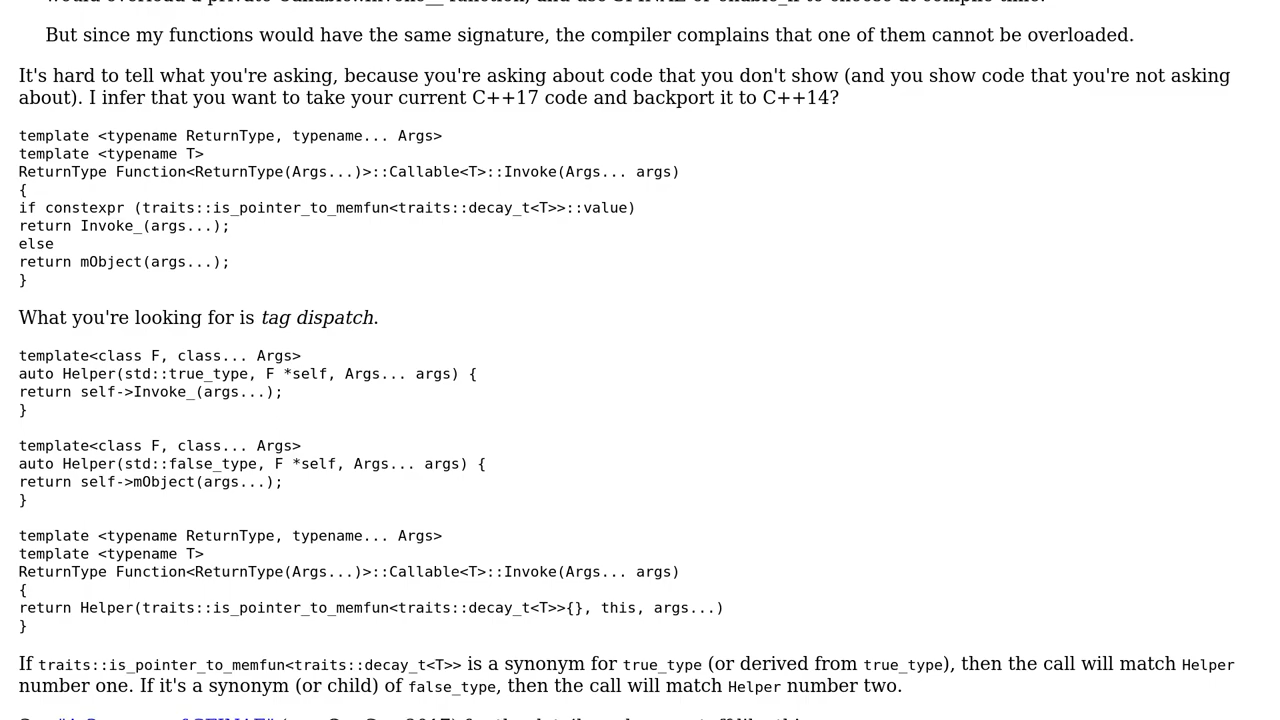 But since my functions would have the same signature, the compiler complains that one of them cannot be overloaded.
It's hard to tell what you're asking, because you're asking about code that you don't show (and you show code that you're not asking
about). I infer that you want to take your current C++17 code and backport it to C++14?
template <typename ReturnType, typename... Args>
template <typename T>
ReturnType Function<ReturnType(Args...)>::Callable<T>::Invoke(Args... args)
{
if constexpr (traits::is_pointer_to_memfun<traits::decay_t<T>>::value)
return Invoke_(args...);
else
return mObject(args...);
}
What you're looking for is tag dispatch.
template<class F, class... Args>
auto Helper(std::true_type, F *self, Args... args) {
return self->Invoke_(args...);
}
template<class F, class... Args>
auto Helper(std::false_type, F *self, Args... args) {
return self->mObject(args...);
}
template <typename ReturnType, typename... Args>
template <typename T>
ReturnType Function<ReturnType(Args...)>::Callable<T>::Invoke(Args... args)
{
return Helper(traits::is_pointer_to_memfun<traits::decay_t<T>>{}, this, args...)
}
If traits::is_pointer_to_memfun<traits::decay_t<T>> is a synonym for true_type (or derived from true_type), then the call will match Helper
number one. If it's a synonym (or child) of false_type, then the call will match Helper number two.